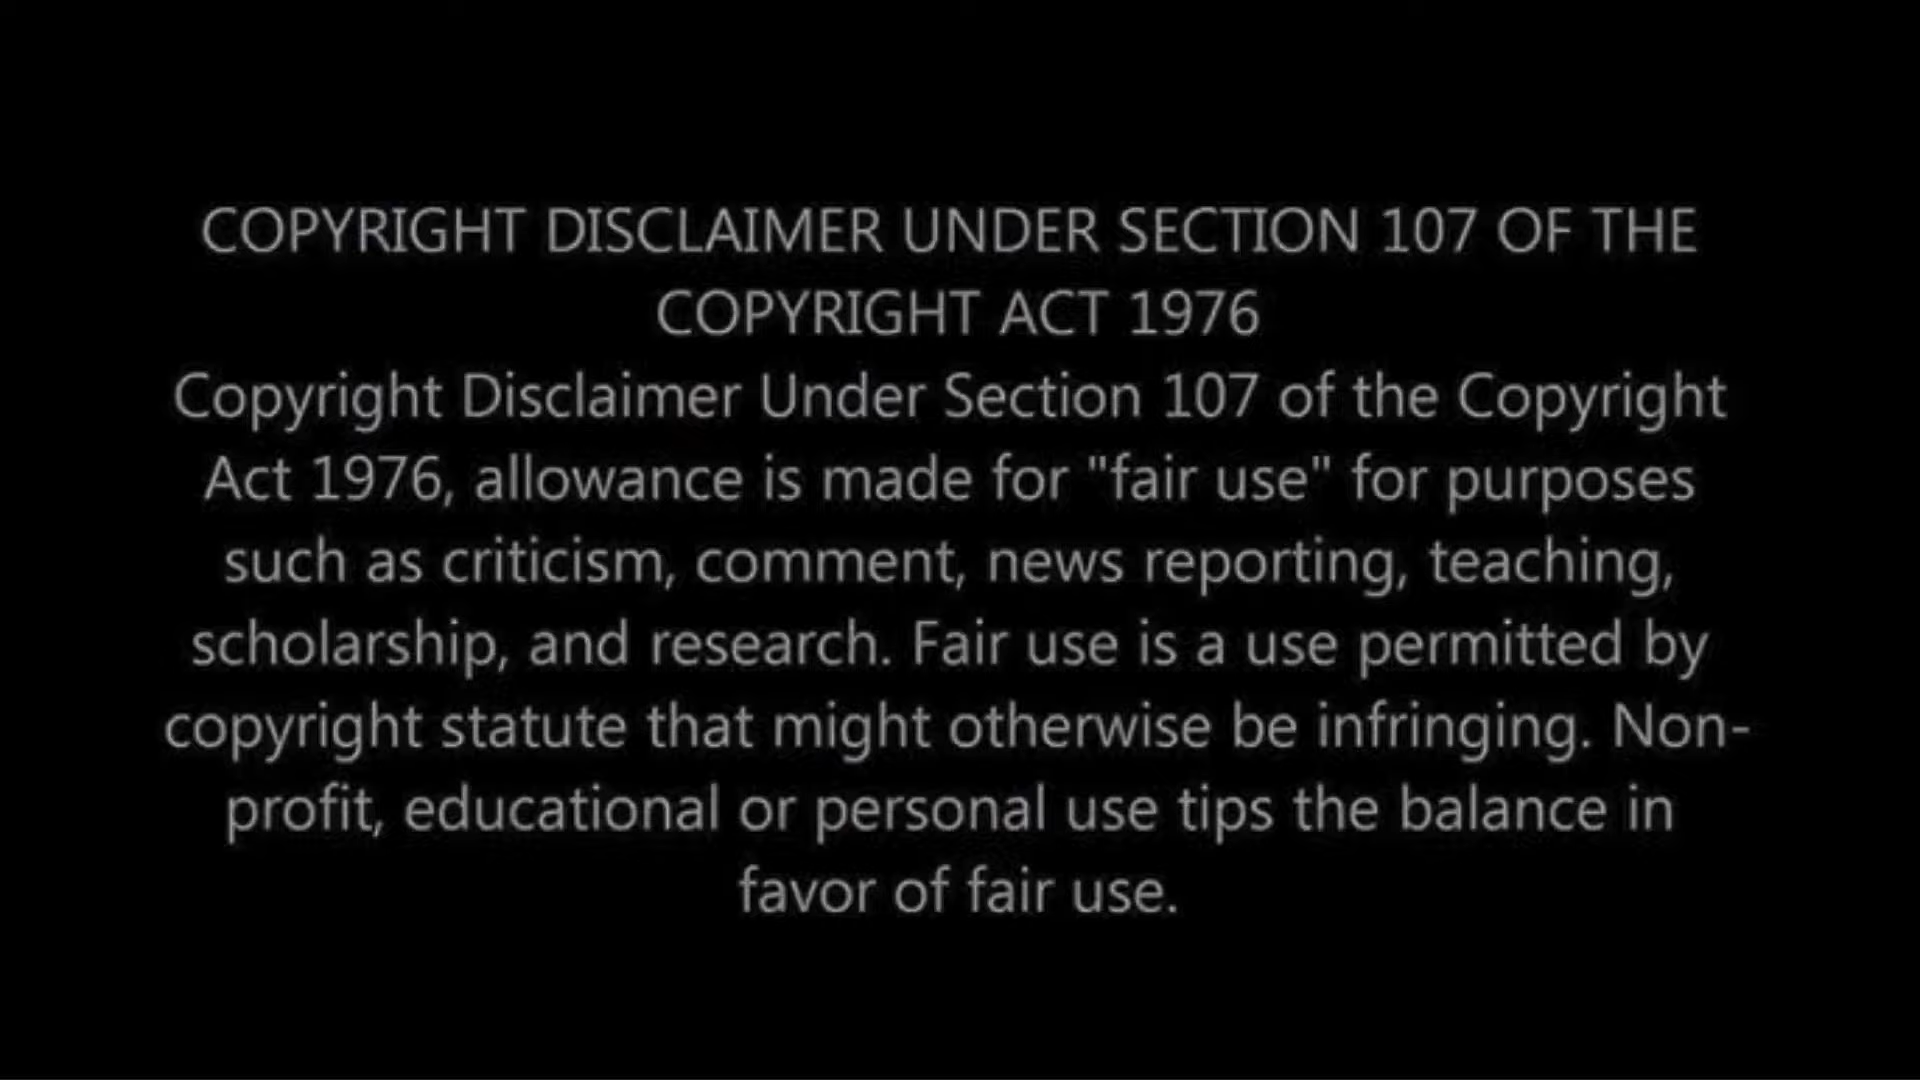 COPYRIGHT DISCLAIMER UNDER SECTION 107 OF THE
COPYRIGHT ACT 1976
Copyright Disclaimer Under Section 107 of the Copyright
Act 1976, allowance is made for "fair use" for purposes
such as criticism, comment, news reporting, teaching,
scholarship, and research. Fair use is a use permitted by
copyright statute that might otherwise be infringing. Non-
profit, educational or personal use tips the balance in
favor of fair use.